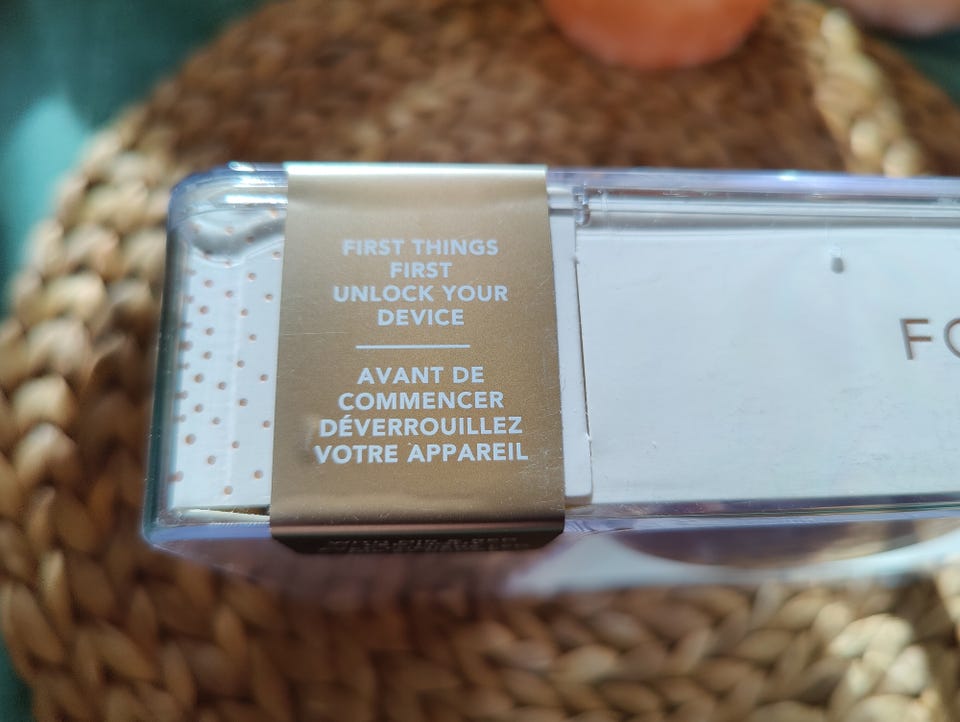 FIRST THINGS
FIRST
UNLOCK YOUR
DEVICE
AVANT DE
COMMENCER
DÉVERROUILLEZ
VOTRE APPAREIL